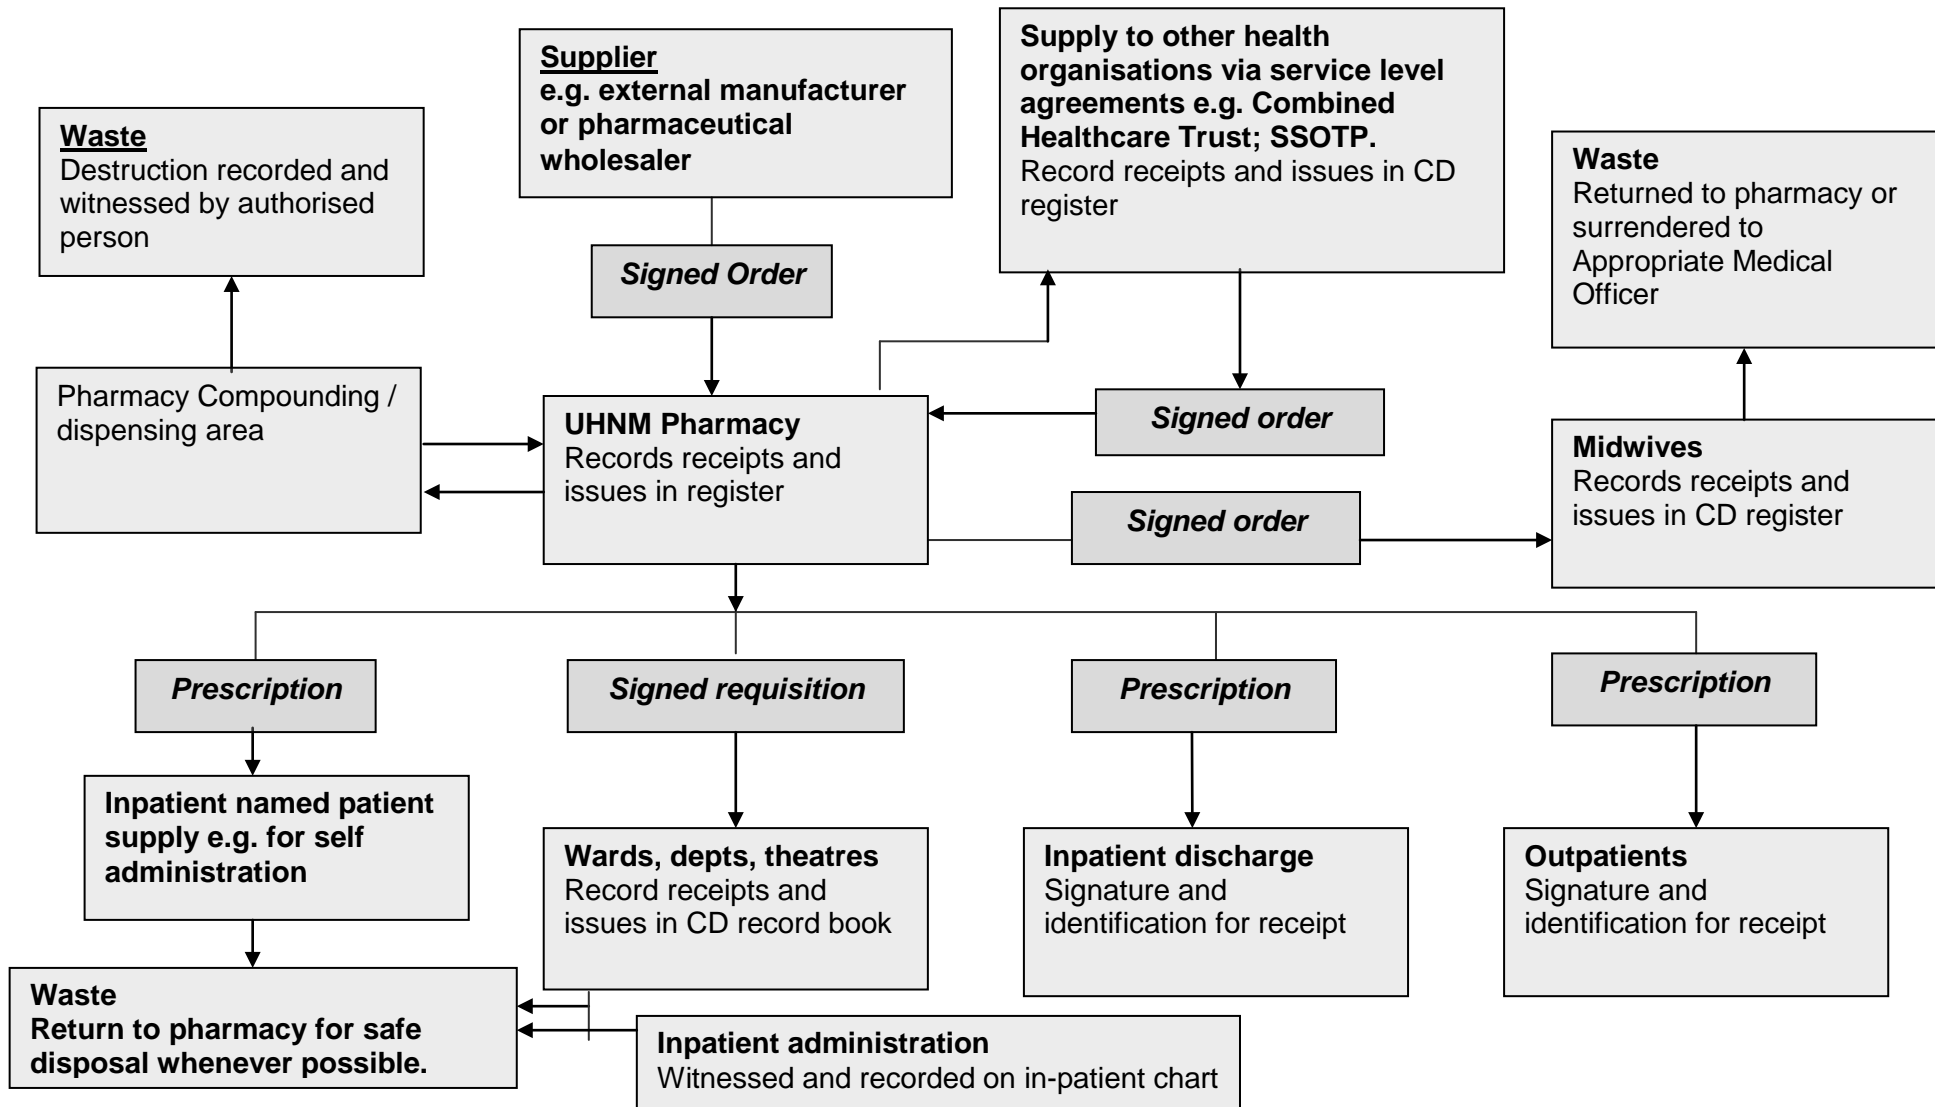 Supplier
e.g. external manufacturer
or pharmaceutical
wholesaler
Supply to other health
organisations via service level
agreements e.g. Combined
Healthcare Trust; SSOTP.
Record receipts and issues in CD
register
Waste
Destruction recorded and
witnessed by authorised
person
Waste
Returned to pharmacy or
surrendered to
Appropriate Medical
Officer
Signed Order
Pharmacy Compounding /
dispensing area
UHNM Pharmacy
Records receipts and
issues in register
Signed order
Signed order
Midwives
Records receipts and
issues in CD register
Prescription
Signed requisition
Prescription
Prescription
Inpatient named patient
supply e.g. for self
administration
Wards, depts, theatres
Record receipts and
issues in CD record book
Inpatient discharge
Signature and
identification for receipt
Outpatients
Signature and
identification for receipt
Waste
Return to pharmacy for safe
disposal whenever possible.
Inpatient administration
Witnessed and recorded on in-patient chart